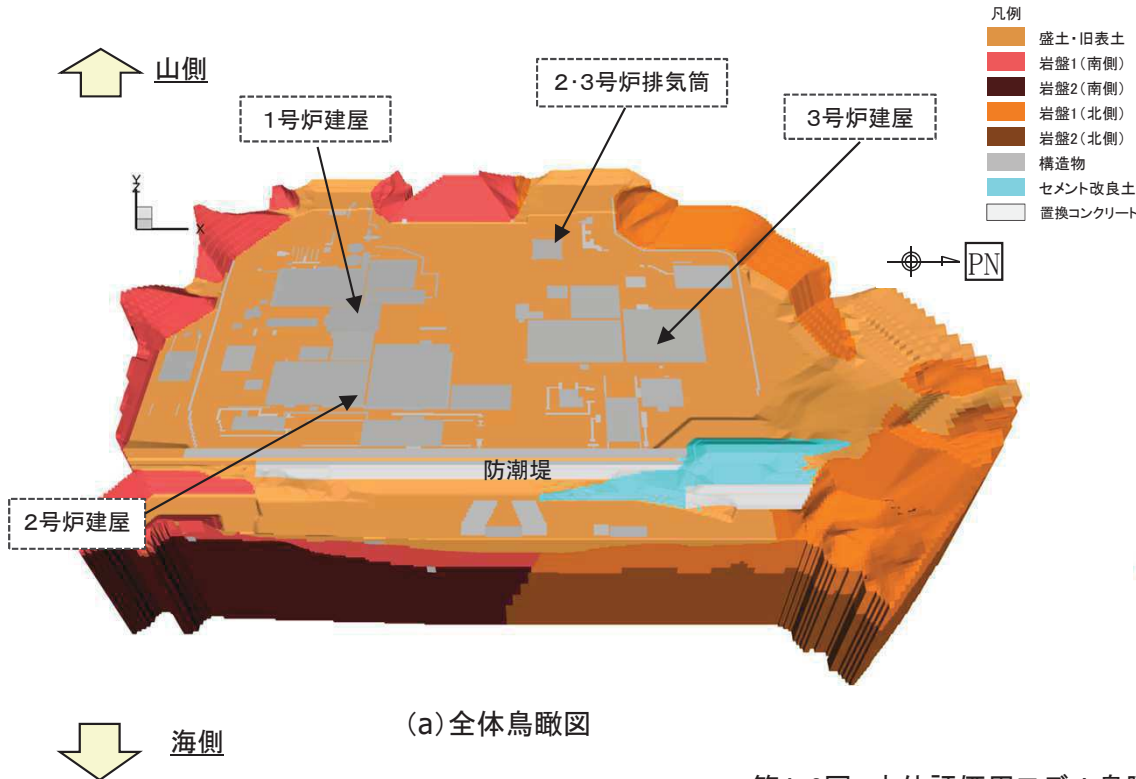 凡例
盛土・旧表土
岩盤1(南側)
岩盤2(南側)
岩盤1(北側)
岩盤2(北側)
構造物
セメント改良土
置換コンクリート
山側
2・3号炉排気筒
1号炉建屋
3号炉建屋
Y
Z
X
PN
防潮堤
2号炉建屋
(a)全体鳥瞰図
海側